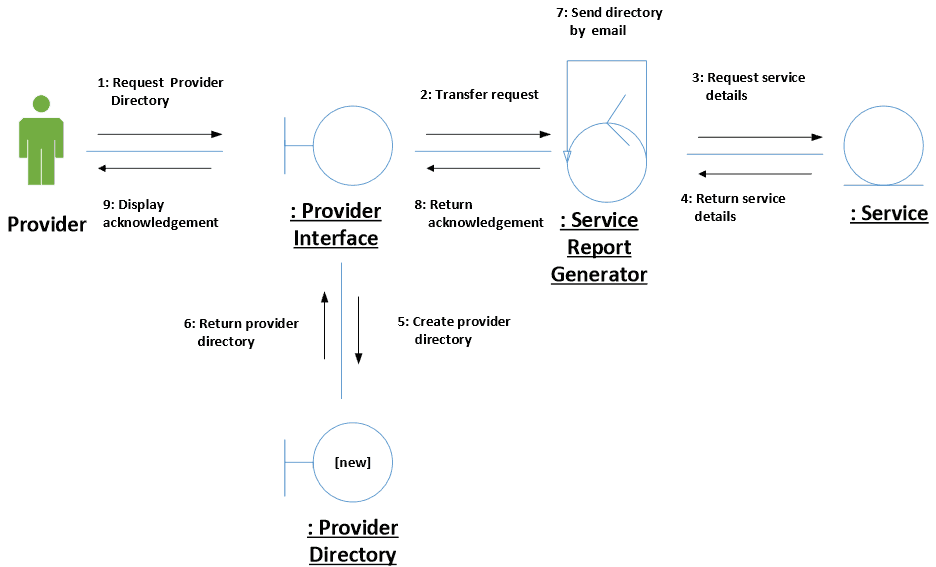 7: Send directory
by email
1: Request Provider
Directory
2: Transfer request
3: Request service
details
9: Display
acknowledgement
8: Return
acknowledgement
4: Return service
details
Provider
: Provider
Interface
: Service
Report
Generator
: Service
6: Return provider
directory
5: Create provider
directory
[new]
: Provider
Directory